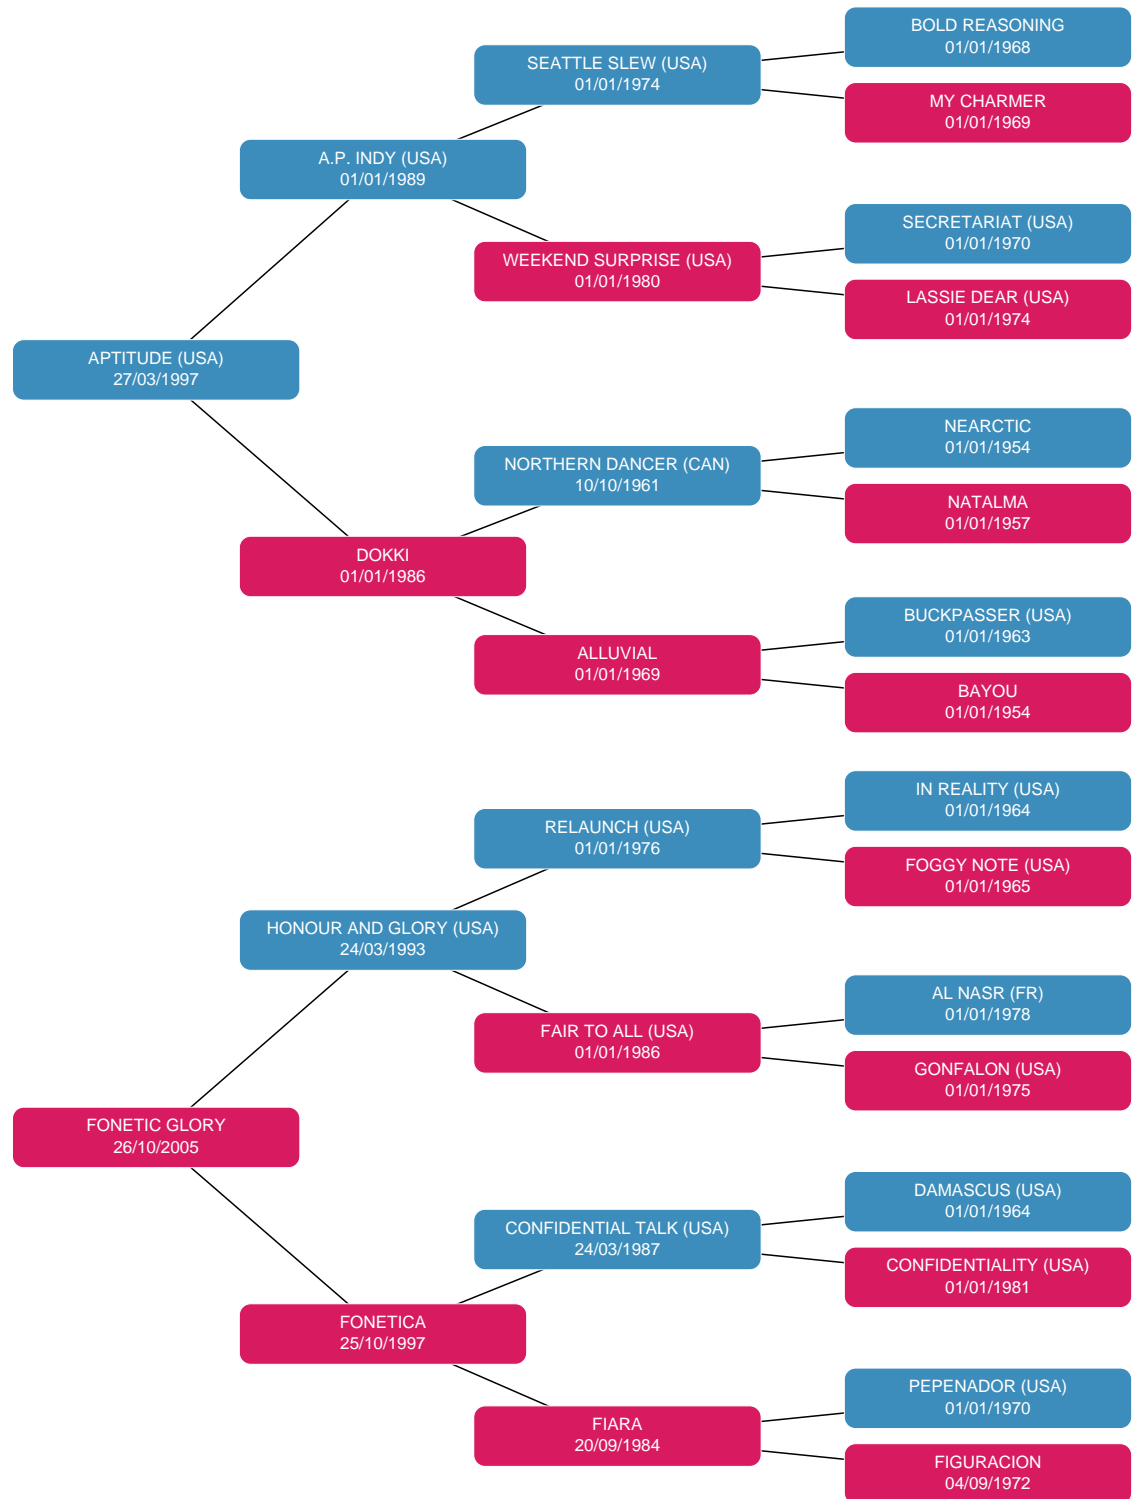 BOLD REASONING
01/01/1968
SEATTLE SLEW (USA)
01/01/1974
MY CHARMER
01/01/1969
A.P. INDY (USA)
01/01/1989
SECRETARIAT (USA)
01/01/1970
WEEKEND SURPRISE (USA)
01/01/1980
LASSIE DEAR (USA)
01/01/1974
APTITUDE (USA)
27/03/1997
NEARCTIC
01/01/1954
NORTHERN DANCER (CAN)
10/10/1961
NATALMA
01/01/1957
DOKKI
01/01/1986
BUCKPASSER (USA)
01/01/1963
ALLUVIAL
01/01/1969
BAYOU
01/01/1954
IN REALITY (USA)
01/01/1964
RELAUNCH (USA)
01/01/1976
FOGGY NOTE (USA)
01/01/1965
HONOUR AND GLORY (USA)
24/03/1993
AL NASR (FR)
01/01/1978
FAIR TO ALL (USA)
01/01/1986
GONFALON (USA)
01/01/1975
FONETIC GLORY
26/10/2005
DAMASCUS (USA)
01/01/1964
CONFIDENTIAL TALK (USA)
24/03/1987
CONFIDENTIALITY (USA)
01/01/1981
FONETICA
25/10/1997
PEPENADOR (USA)
01/01/1970
FIARA
20/09/1984
FIGURACION
04/09/1972